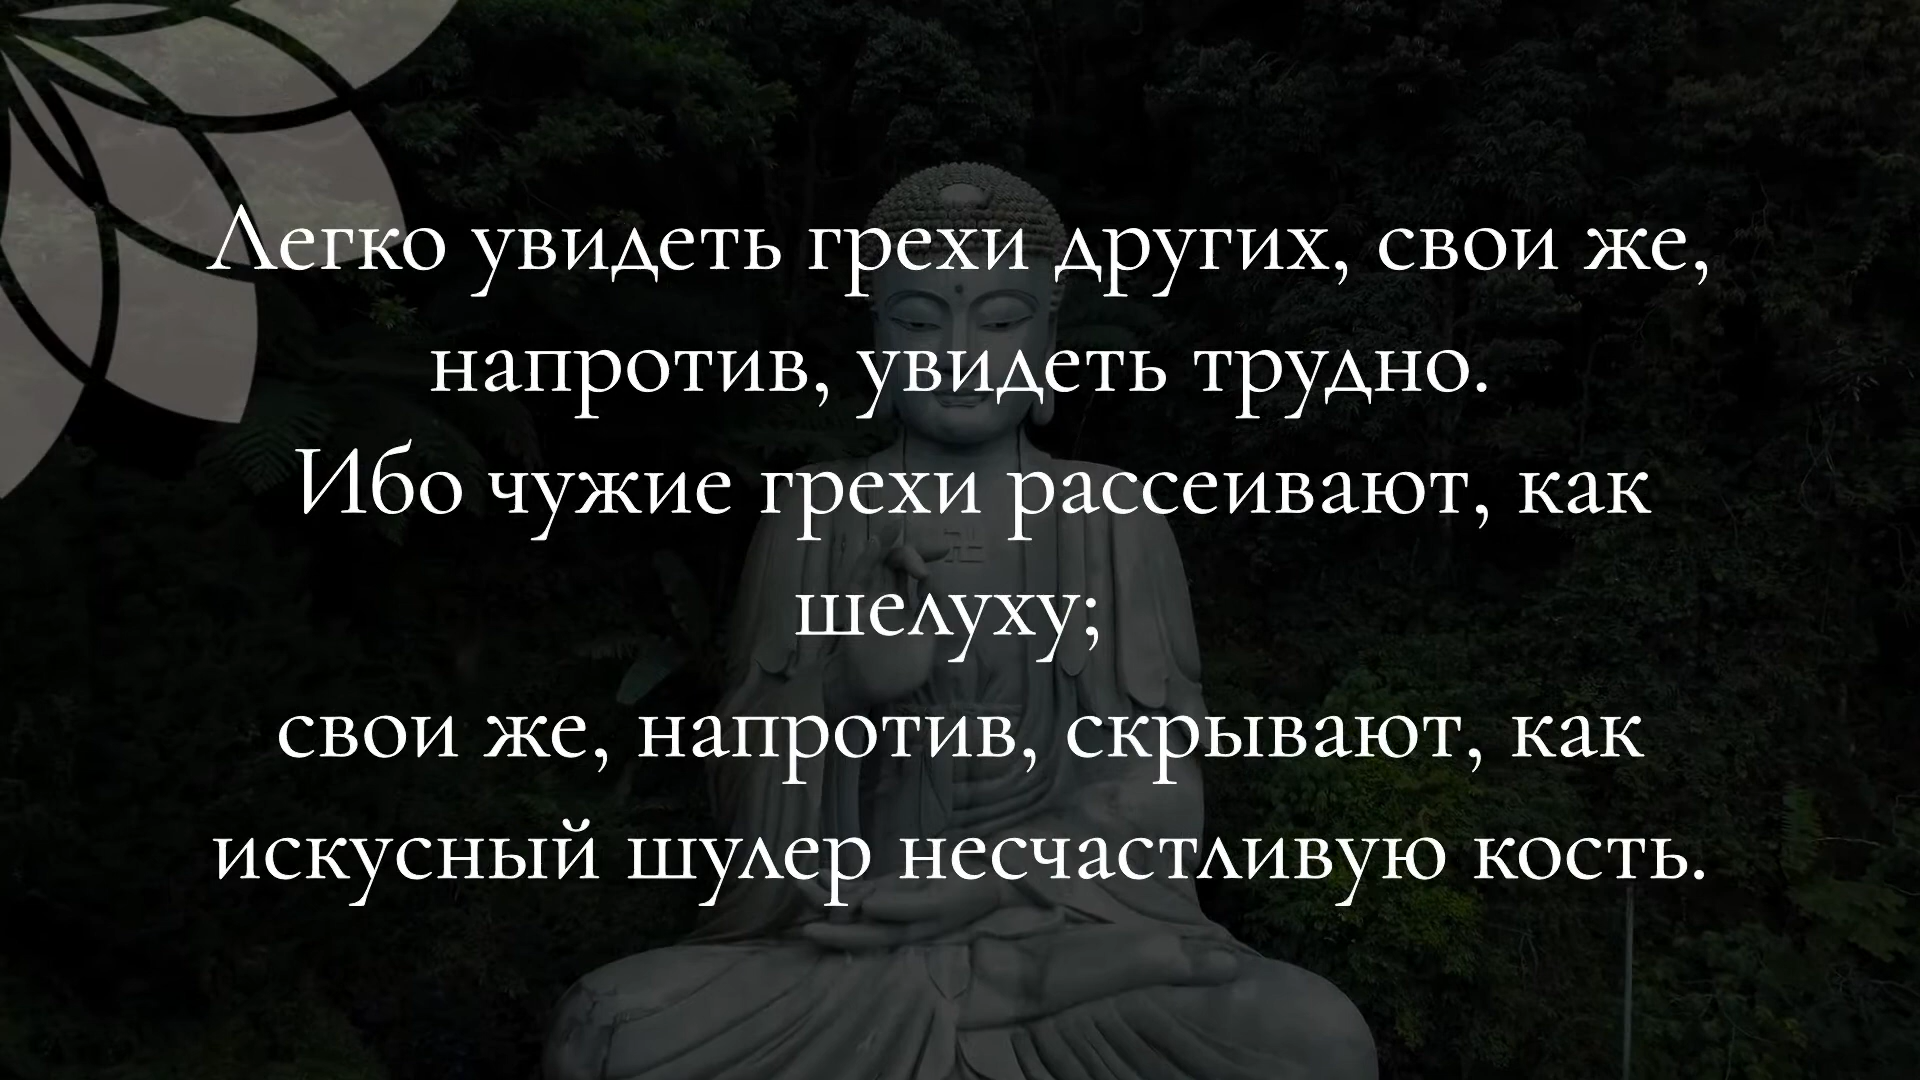 Легко увидеть грехи других, свои же,
напротив, увидеть трудно.
Ибо чужие грехи рассеивают, как
шелуху;
свои же, напротив, скрывают, как
искусный шулер несчастливую кость.